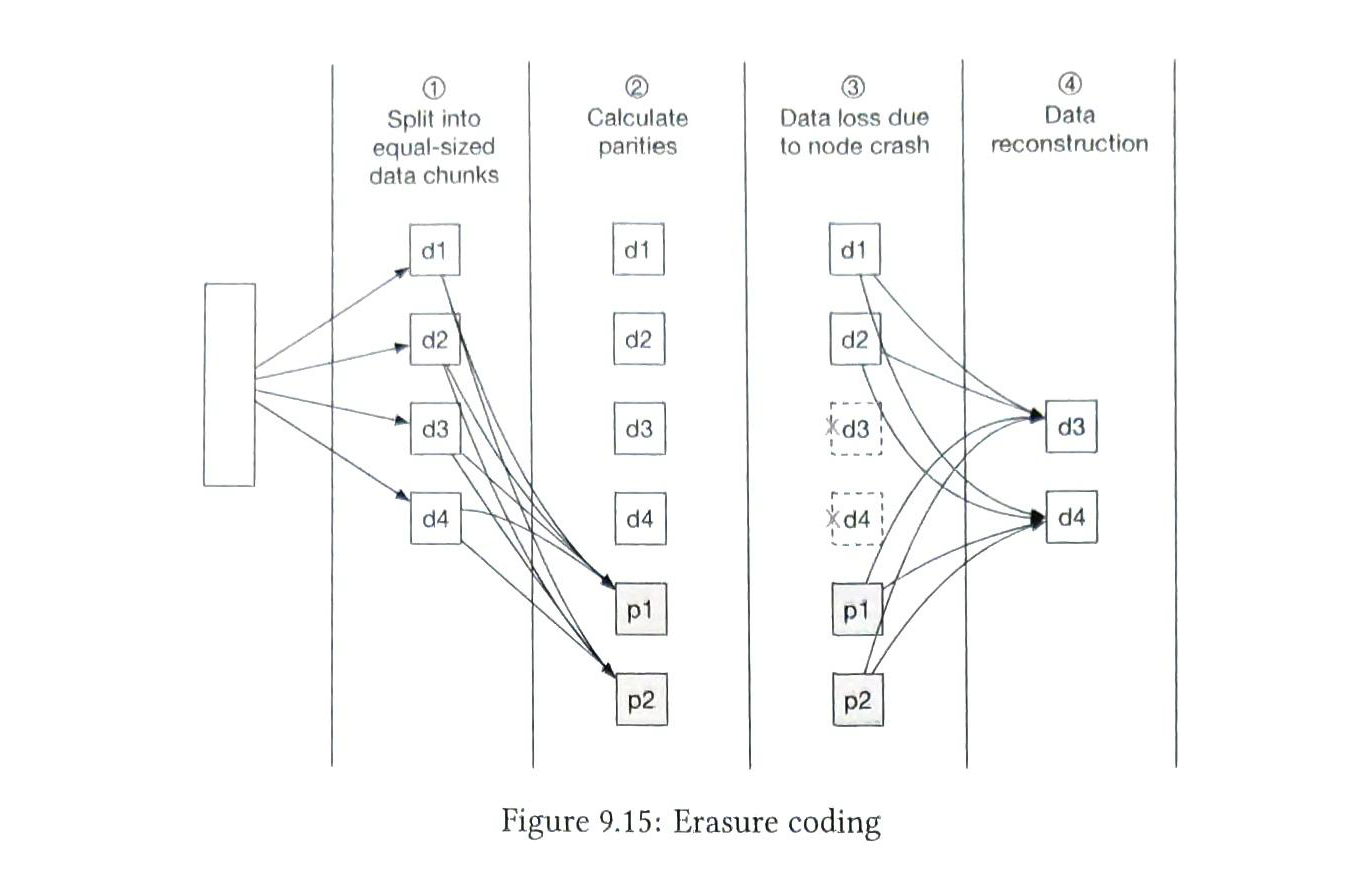 ①
Split into
equal-sized
data chunks
②
Calculate
parities
③
Data loss due
to node crash
④
Data
reconstruction
d1
d2
d3
d4
d1
d2
d3
d4
p1
p2
d1
d2
d3
d4
p1
p2
d3
d4
Figure 9.15: Erasure coding